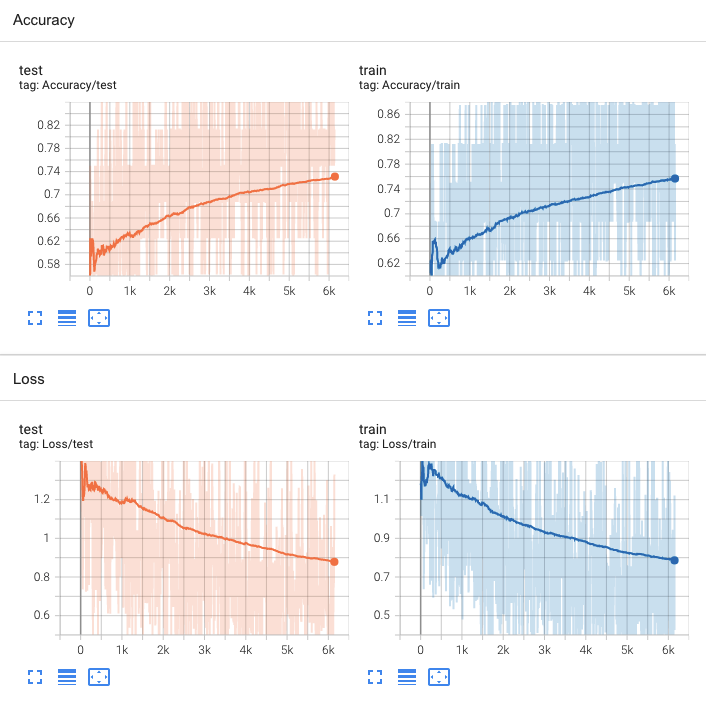 Accuracy
test
tag: Accuracy/test
0.82
0.78
0.74
0.7
0.66
0.62
0.58
0 1k 2k 3k 4k 5k 6k
train
tag: Accuracy/train
0.86
0.82
0.78
0.74
0.7
0.66
0.62
0 1k 2k 3k 4k 5k 6k
Loss
test
tag: Loss/test
1.2
1
0.8
0.6
0 1k 2k 3k 4k 5k 6k
train
tag: Loss/train
1.1
0.9
0.7
0.5
0 1k 2k 3k 4k 5k 6k